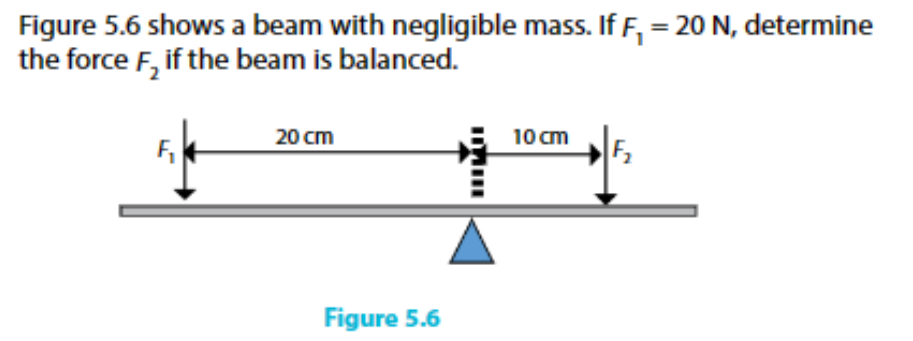 Figure 5.6 shows a beam with negligible mass. If F₁ = 20 N, determine
the force F₂ if the beam is balanced.
F₁ 20 cm 10 cm F₂
Figure 5.6